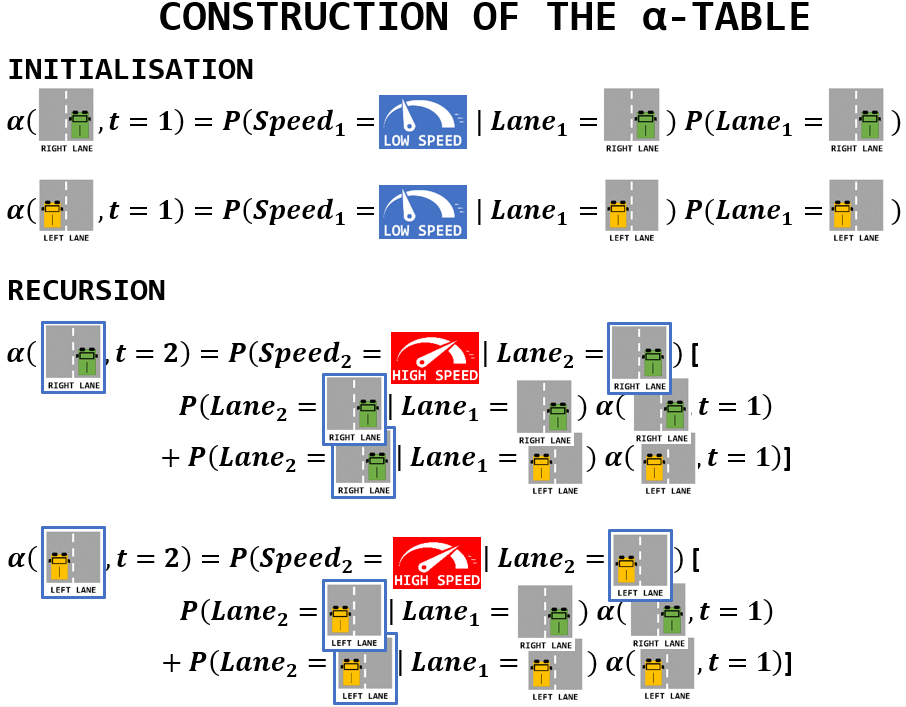 CONSTRUCTION OF THE α-TABLE
INITIALISATION
α( RIGHT LANE , t = 1) = P(Speed₁ = LOW SPEED | Lane₁ = RIGHT LANE ) P(Lane₁ = RIGHT LANE )
α( LEFT LANE , t = 1) = P(Speed₁ = LOW SPEED | Lane₁ = LEFT LANE ) P(Lane₁ = LEFT LANE )
RECURSION
α( RIGHT LANE , t = 2) = P(Speed₂ = HIGH SPEED | Lane₂ = RIGHT LANE ) [
P(Lane₂ = RIGHT LANE | Lane₁ = RIGHT LANE ) α( RIGHT LANE , t = 1)
+ P(Lane₂ = RIGHT LANE | Lane₁ = LEFT LANE ) α( LEFT LANE , t = 1)]
α( LEFT LANE , t = 2) = P(Speed₂ = HIGH SPEED | Lane₂ = LEFT LANE ) [
P(Lane₂ = LEFT LANE | Lane₁ = RIGHT LANE ) α( RIGHT LANE , t = 1)
+ P(Lane₂ = LEFT LANE | Lane₁ = LEFT LANE ) α( LEFT LANE , t = 1)]